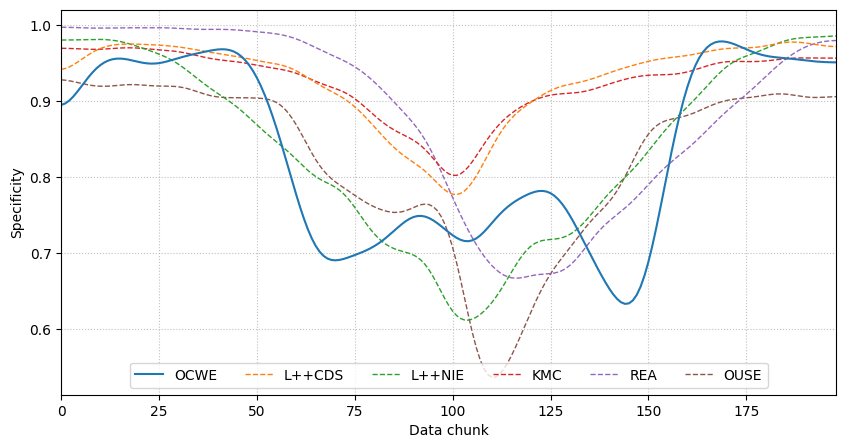 Specificity
1.0
0.9
0.8
0.7
0.6
OCWE L++CDS L++NIE KMC REA OUSE
0 25 50 75 100 125 150 175
Data chunk